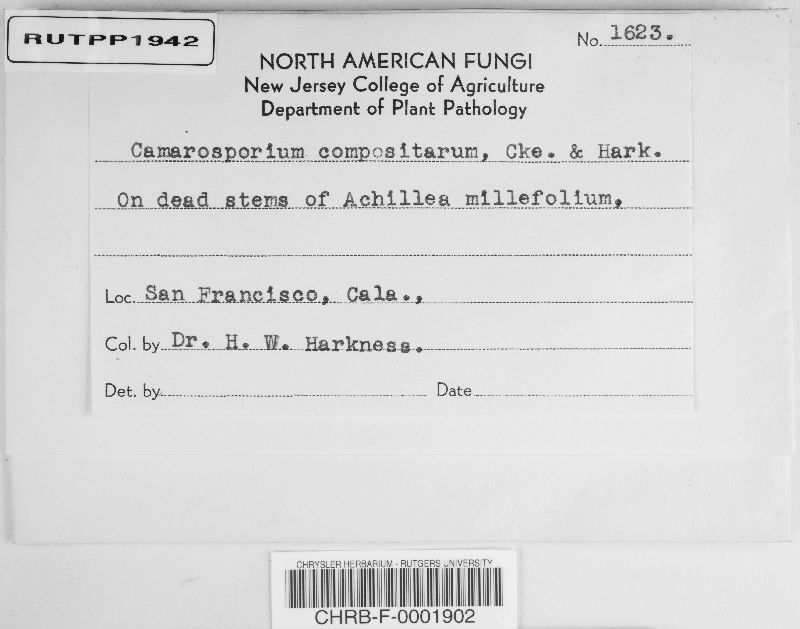 RUTPP1942
No. 1623.
NORTH AMERICAN FUNGI
New Jersey College of Agriculture
Department of Plant Pathology
Camarosporium compositarum, Cke. & Hark.
On dead stems of Achillea millefolium,
Loc. San Francisco, Cala.,
Col. by Dr. H. W. Harkness.
Det. by Date
CHRYSLER HERBARIUM - RUTGERS UNIVERSITY
CHRB-F-0001902